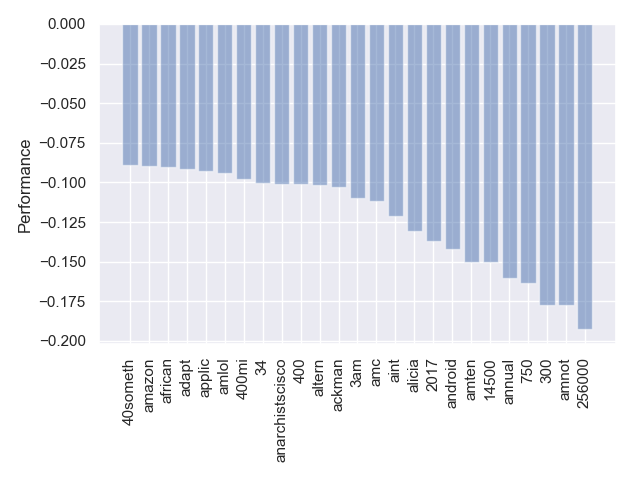 0.000
−0.025
−0.050
−0.075
−0.100
−0.125
−0.150
−0.175
−0.200
Performance
40someth
amazon
african
adapt
applic
amlol
400mi
34
anarchistscisco
400
altern
ackman
3am
amc
aint
alicia
2017
android
amten
14500
annual
750
300
amnot
256000